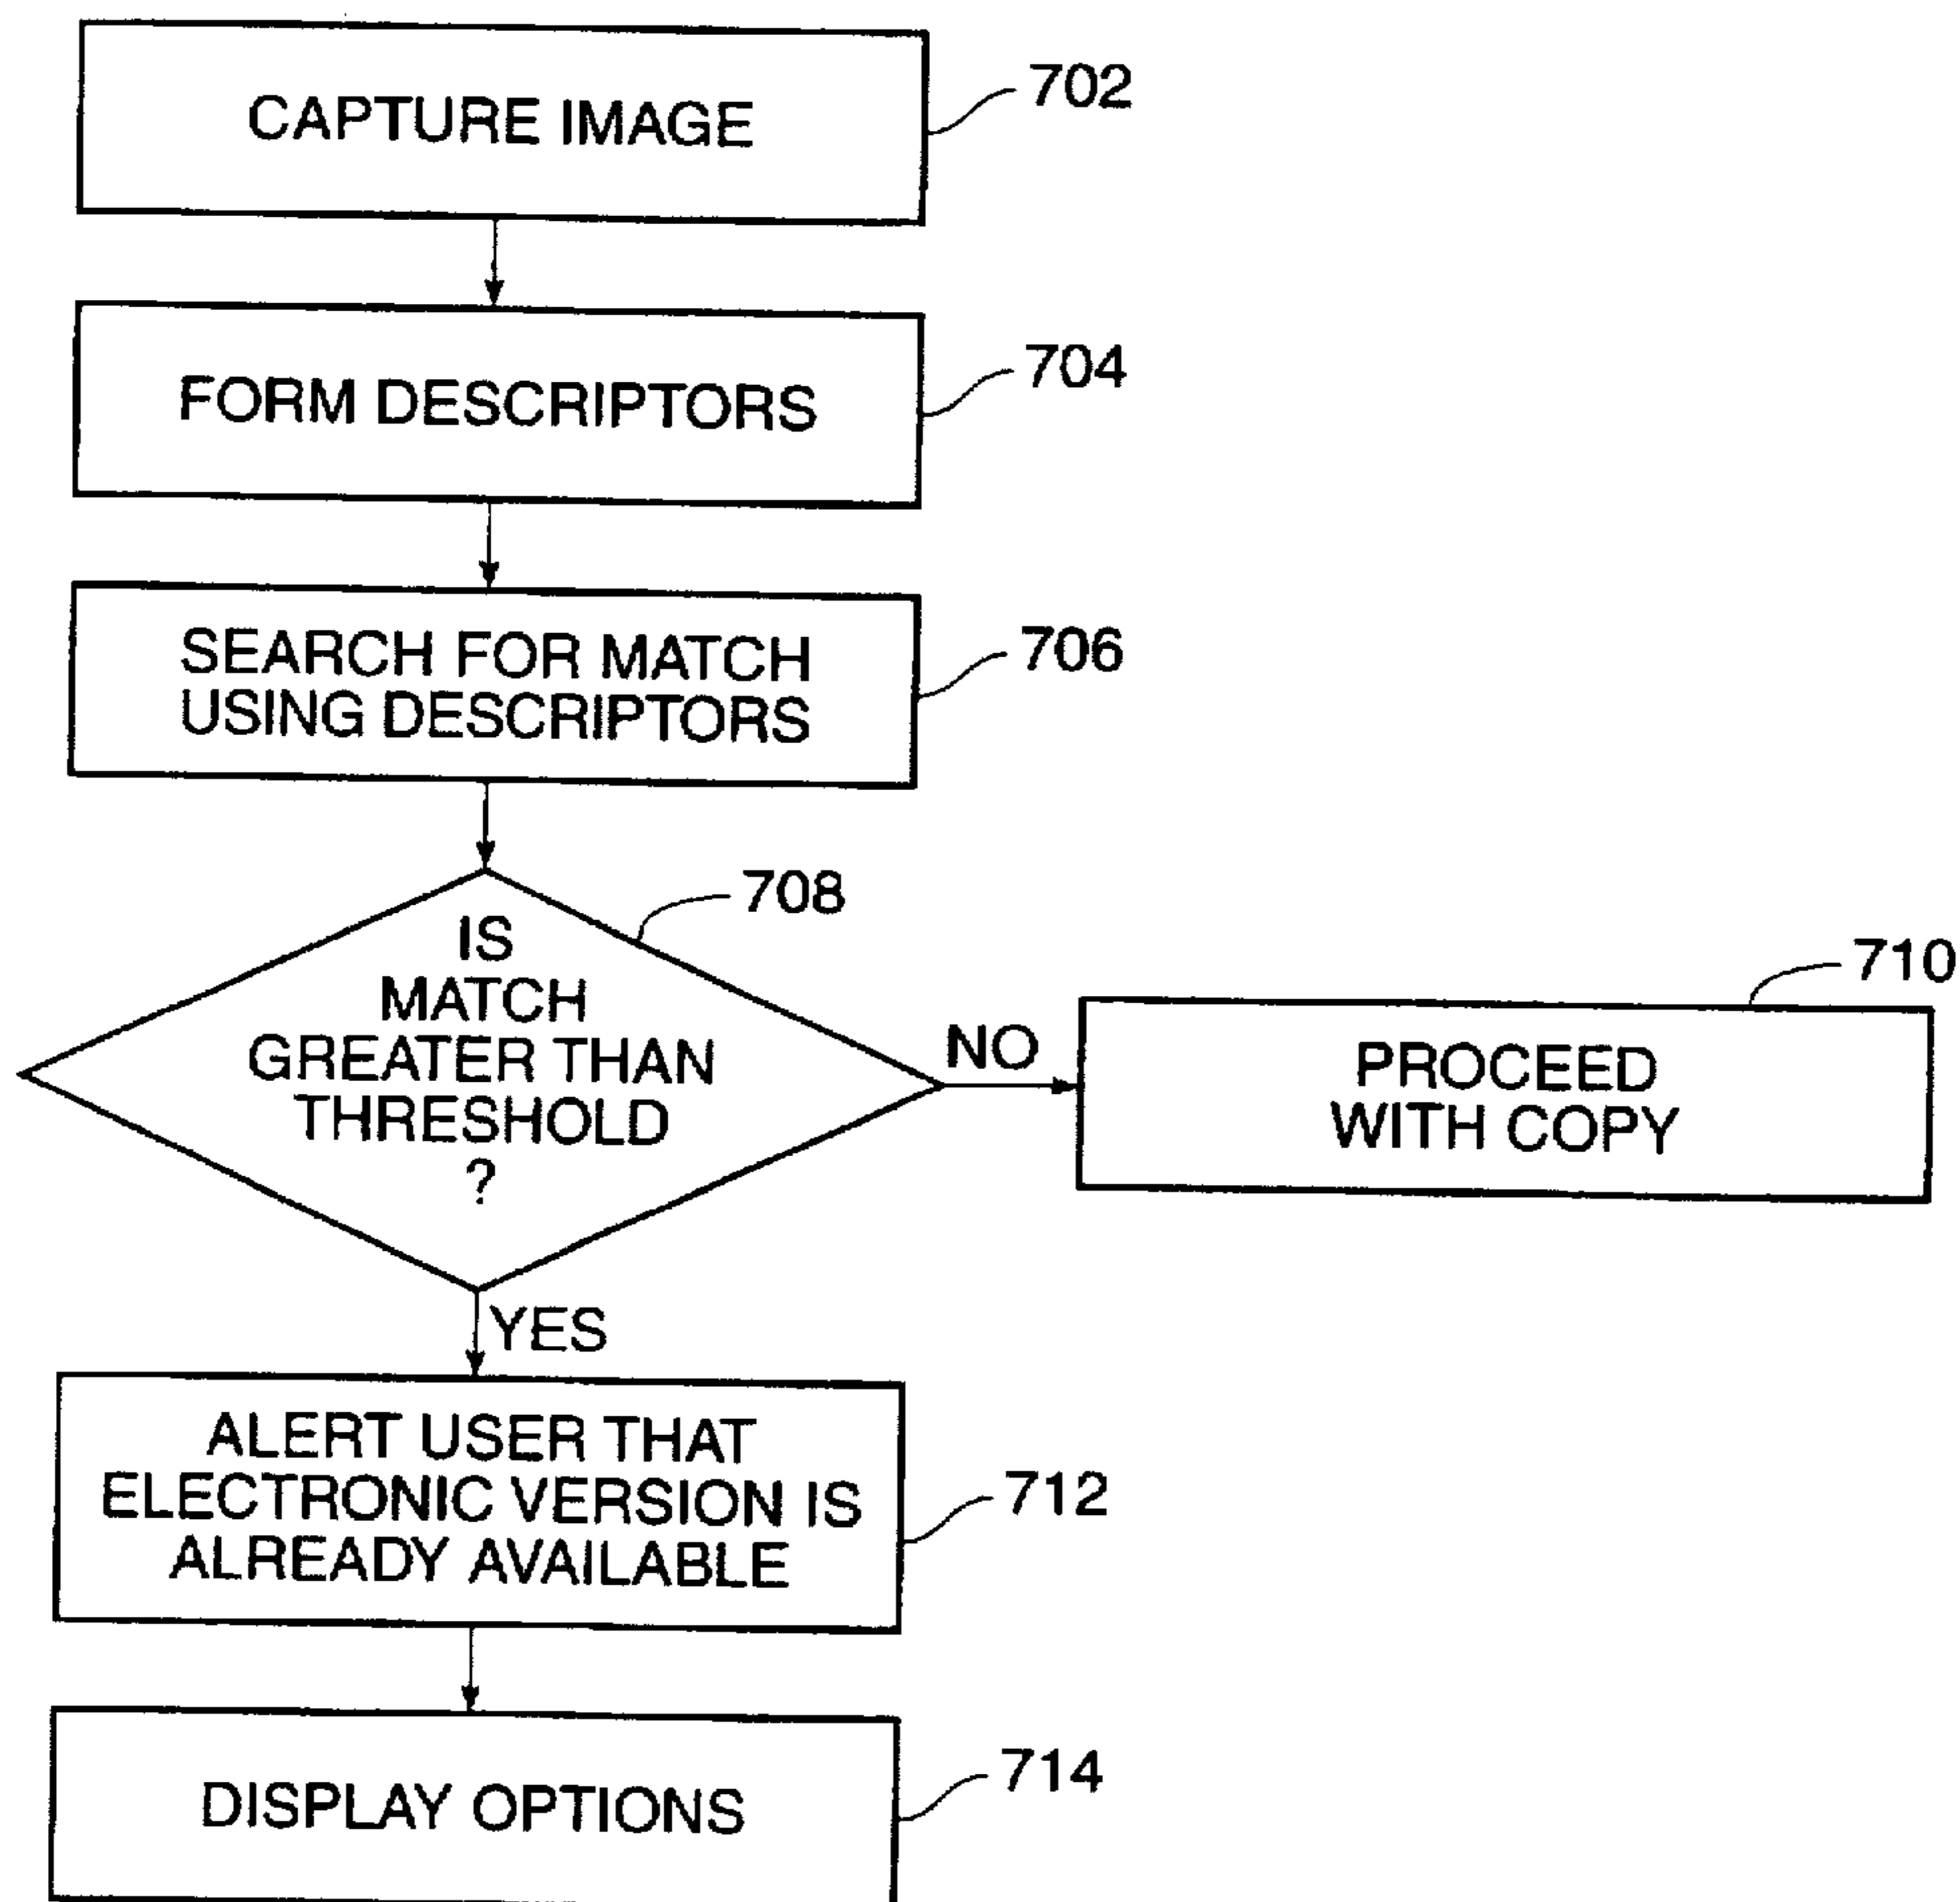 CAPTURE IMAGE
702
FORM DESCRIPTORS
704
SEARCH FOR MATCH
USING DESCRIPTORS
706
708
IS
MATCH
GREATER THAN
THRESHOLD
?
NO
710
PROCEED
WITH COPY
YES
ALERT USER THAT
ELECTRONIC VERSION IS
ALREADY AVAILABLE
712
DISPLAY OPTIONS
714